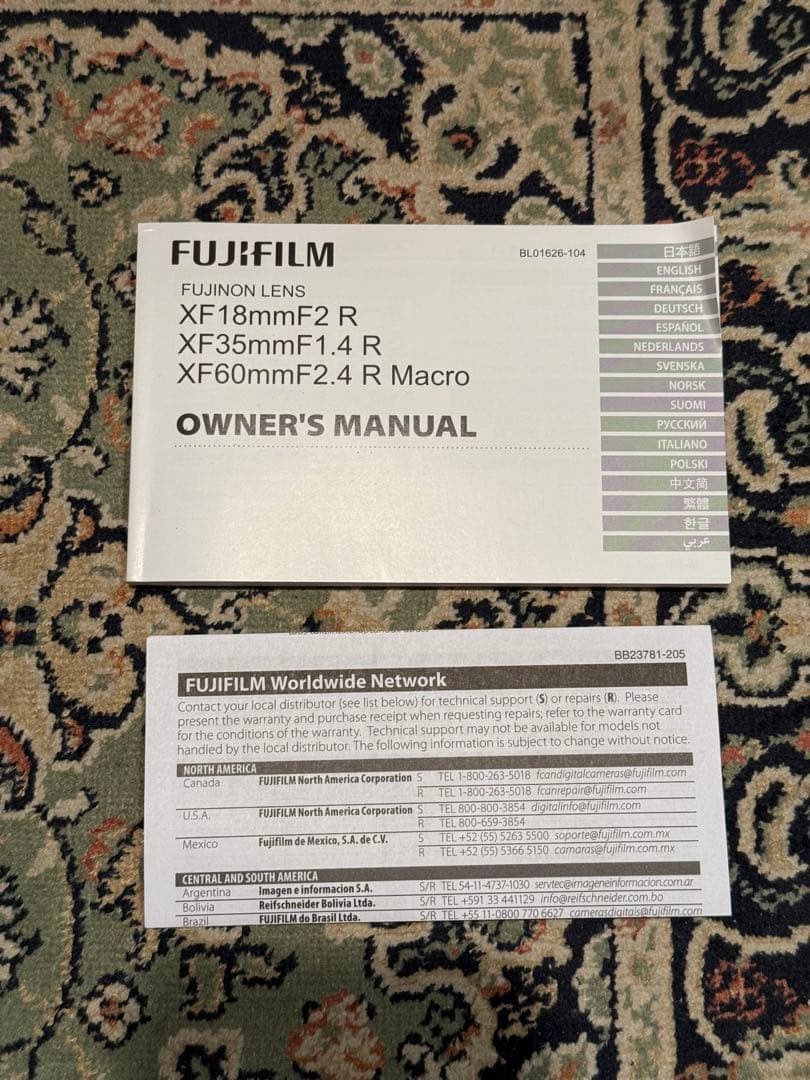 FUJIFILM
BL01626-104
FUJINON LENS
XF18mmF2 R
XF35mmF1.4 R
XF60mmF2.4 R Macro
OWNER'S MANUAL
日本語
ENGLISH
FRANÇAIS
DEUTSCH
ESPAÑOL
NEDERLANDS
SVENSKA
NORSK
SUOMI
РУССКИЙ
ITALIANO
POLSKI
中文简
繁體
한글
عربي
BB23781-205
FUJIFILM Worldwide Network
Contact your local distributor (see list below) for technical support (S) or repairs (R). Please
present the warranty and purchase receipt when requesting repairs; refer to the warranty card
for the conditions of the warranty. Technical support may not be available for models not
handled by the local distributor. The following information is subject to change without notice.
NORTH AMERICA
Canada FUJIFILM North America Corporation S TEL 1-800-263-5018 fcandigitalcameras@fujifilm.com
R TEL 1-800-263-5018 fcanrepair@fujifilm.com
U.S.A. FUJIFILM North America Corporation S TEL 800-800-3854 digitalinfo@fujifilm.com
R TEL 800-659-3854
Mexico Fujifilm de Mexico, S.A. de C.V. S TEL +52 (55) 5263 5500 soporte@fujifilm.com.mx
R TEL +52 (55) 5366 5150 camaras@fujifilm.com.mx
CENTRAL AND SOUTH AMERICA
Argentina Imagen e informacion S.A. S/R TEL 54-11-4737-1030 servtec@imageneinformacion.com.ar
Bolivia Reifschneider Bolivia Ltda. S/R TEL +591 33 441129 info@reifschneider.com.bo
Brazil FUJIFILM do Brasil Ltda. S/R TEL +55 11-0800 770 6627 camerasdigitais@fujifilm.com